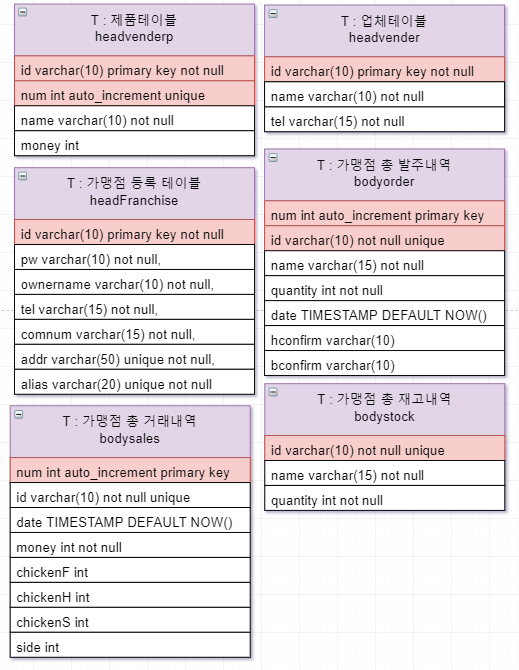 T : 제품테이블
headvenderp
id varchar(10) primary key not null
num int auto_increment unique
name varchar(10) not null
money int
T : 업체테이블
headvender
id varchar(10) primary key not null
name varchar(10) not null
tel varchar(15) not null
T : 가맹점 등록 테이블
headFranchise
id varchar(10) primary key not null
pw varchar(10) not null,
ownername varchar(10) not null,
tel varchar(15) not null,
comnum varchar(15) not null,
addr varchar(50) unique not null,
alias varchar(20) unique not null
T : 가맹점 총 발주내역
bodyorder
num int auto_increment primary key
id varchar(10) not null unique
name varchar(15) not null
quantity int not null
date TIMESTAMP DEFAULT NOW()
hconfirm varchar(10)
bconfirm varchar(10)
T : 가맹점 총 거래내역
bodysales
num int auto_increment primary key
id varchar(10) not null unique
date TIMESTAMP DEFAULT NOW()
money int not null
chickenF int
chickenH int
chickenS int
side int
T : 가맹점 총 재고내역
bodystock
id varchar(10) not null unique
name varchar(15) not null
quantity int not null